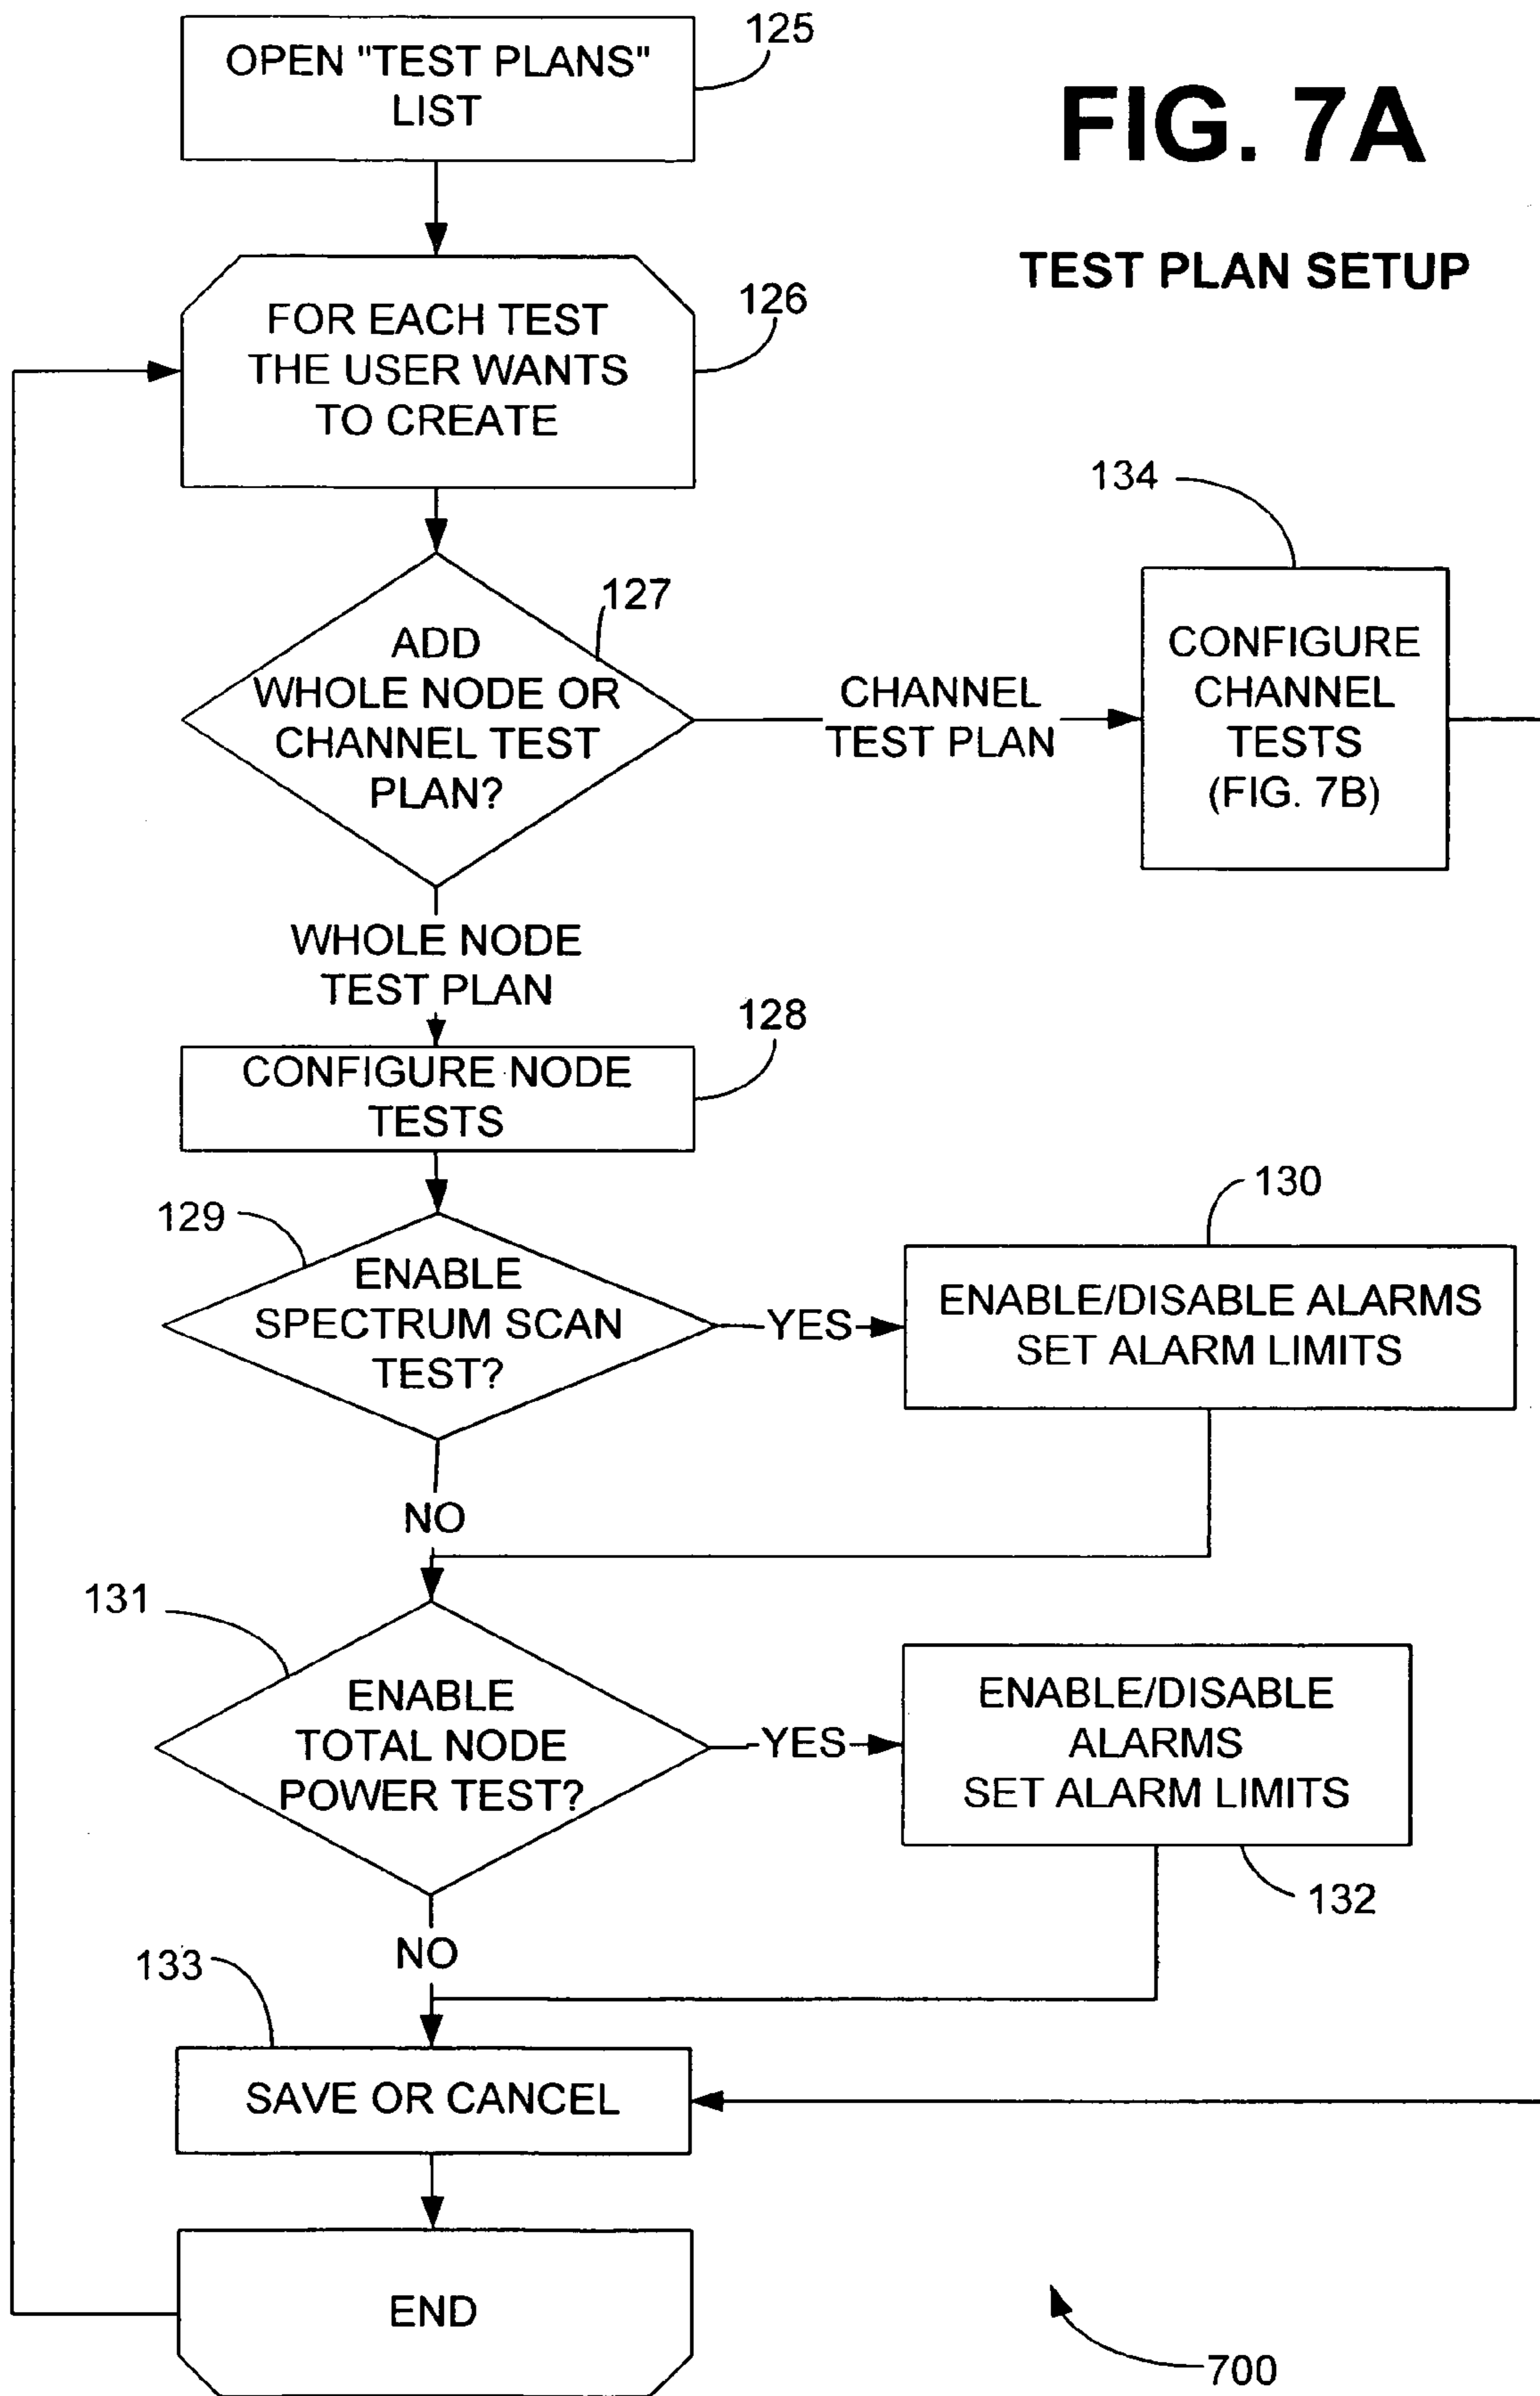 125
OPEN "TEST PLANS"
LIST
FIG. 7A
TEST PLAN SETUP
126
FOR EACH TEST
THE USER WANTS
TO CREATE
134
127
ADD
WHOLE NODE OR
CHANNEL TEST
PLAN?
CHANNEL
TEST PLAN
CONFIGURE
CHANNEL
TESTS
(FIG. 7B)
WHOLE NODE
TEST PLAN
128
CONFIGURE NODE
TESTS
129
ENABLE
SPECTRUM SCAN
TEST?
YES
130
ENABLE/DISABLE ALARMS
SET ALARM LIMITS
NO
131
ENABLE
TOTAL NODE
POWER TEST?
YES
ENABLE/DISABLE
ALARMS
SET ALARM LIMITS
132
NO
133
SAVE OR CANCEL
END
700